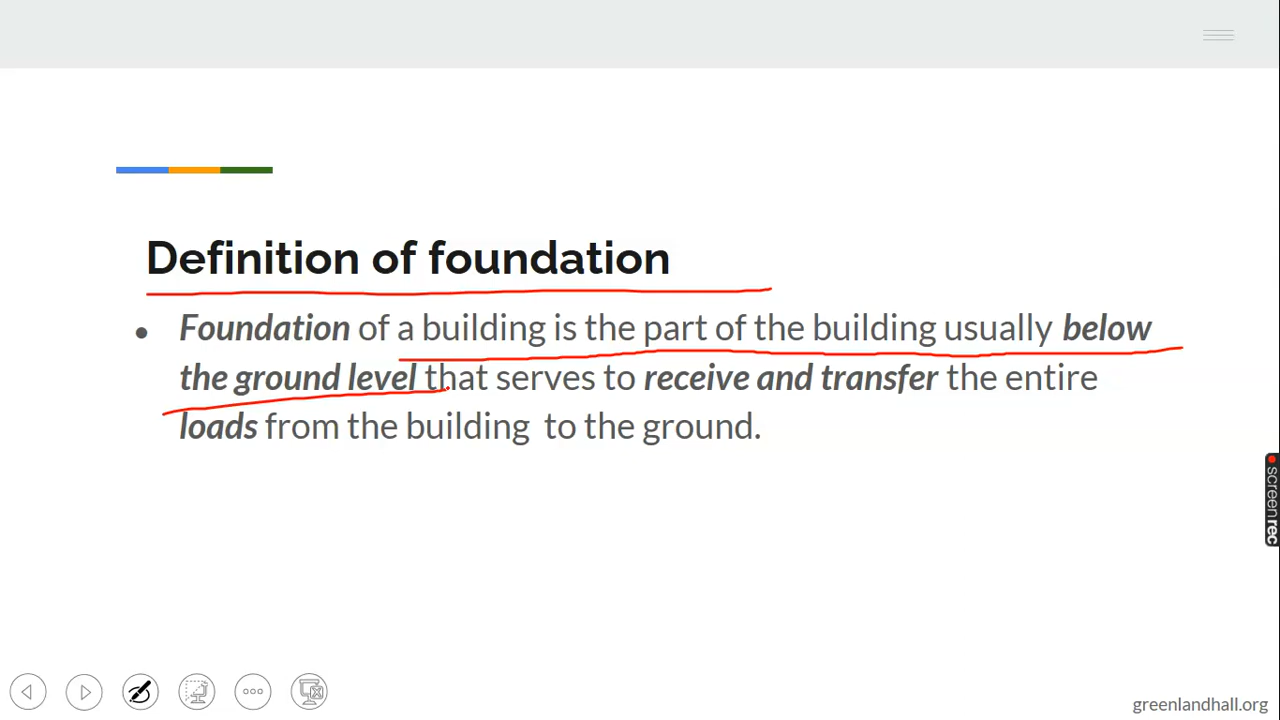 Definition of foundation
• Foundation of a building is the part of the building usually below
the ground level that serves to receive and transfer the entire
loads from the building to the ground.
screenrec
greenlandhall.org